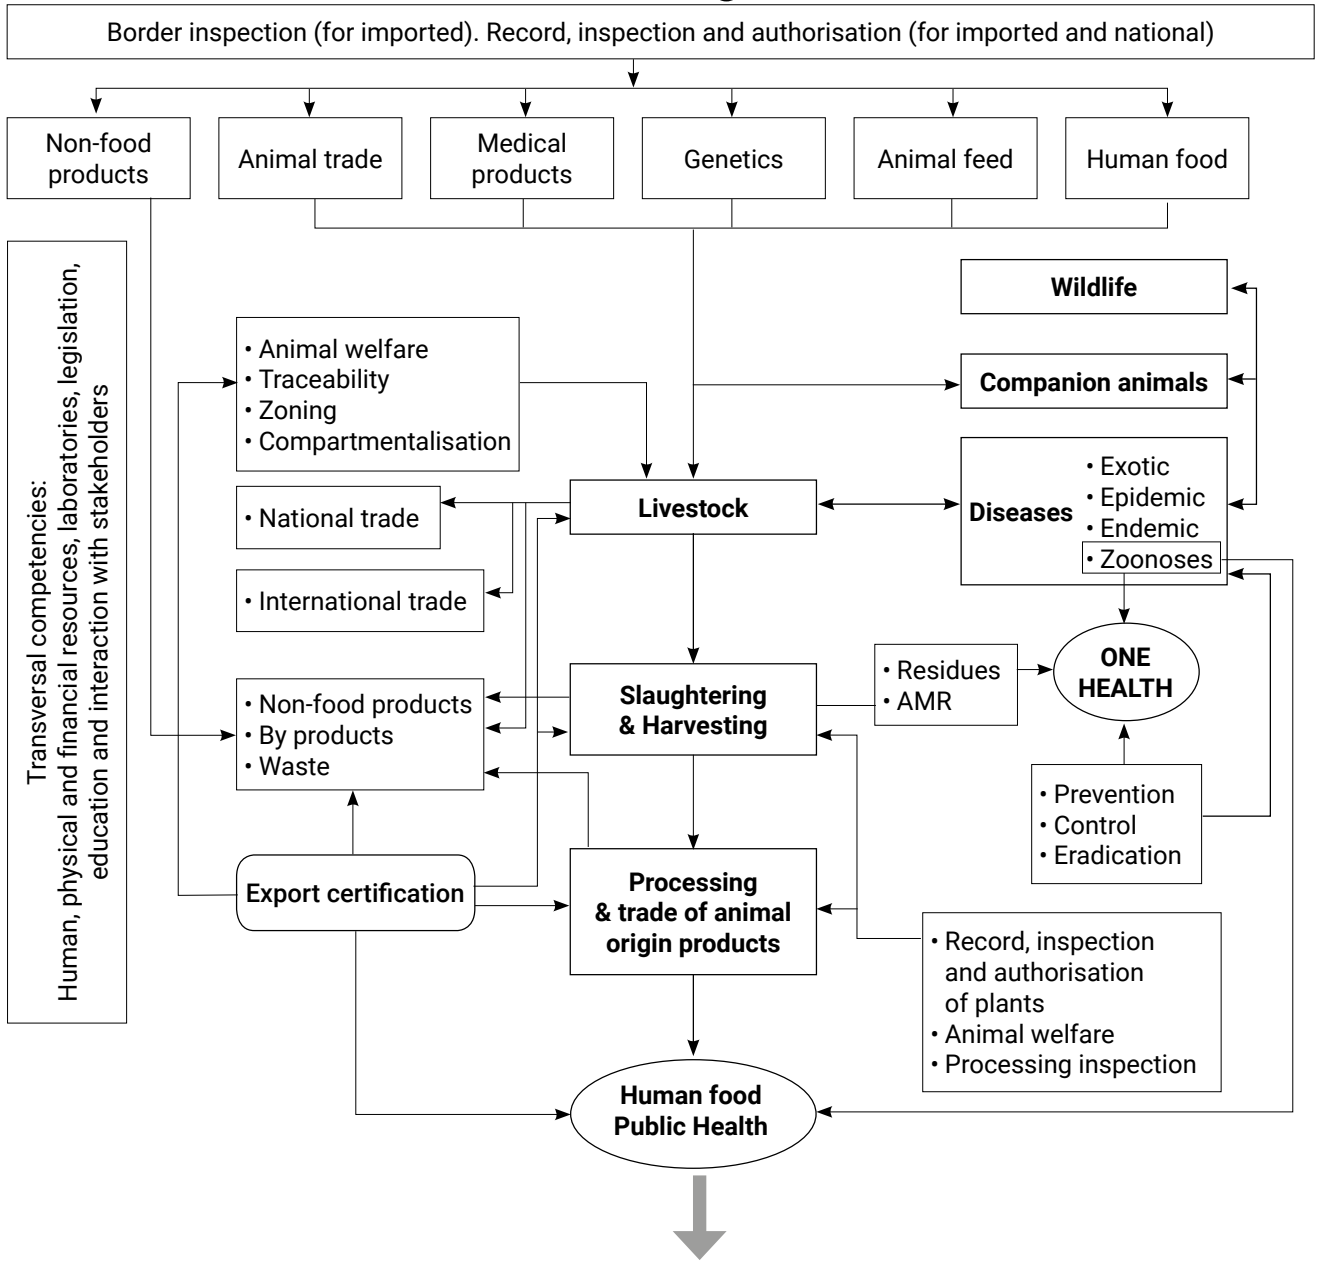 Border inspection (for imported). Record, inspection and authorisation (for imported and national)
Non-food
products
Animal trade
Medical
products
Genetics
Animal feed
Human food
Transversal competencies:
Human, physical and financial resources, laboratories, legislation,
education and interaction with stakeholders
Wildlife
• Animal welfare
• Traceability
• Zoning
• Compartmentalisation
Companion animals
• National trade
Livestock
Diseases
• Exotic
• Epidemic
• Endemic
• Zoonoses
• International trade
• Non-food products
• By products
• Waste
Slaughtering
& Harvesting
• Residues
• AMR
ONE
HEALTH
• Prevention
• Control
• Eradication
Export certification
Processing
& trade of animal
origin products
• Record, inspection
and authorisation
of plants
• Animal welfare
• Processing inspection
Human food
Public Health